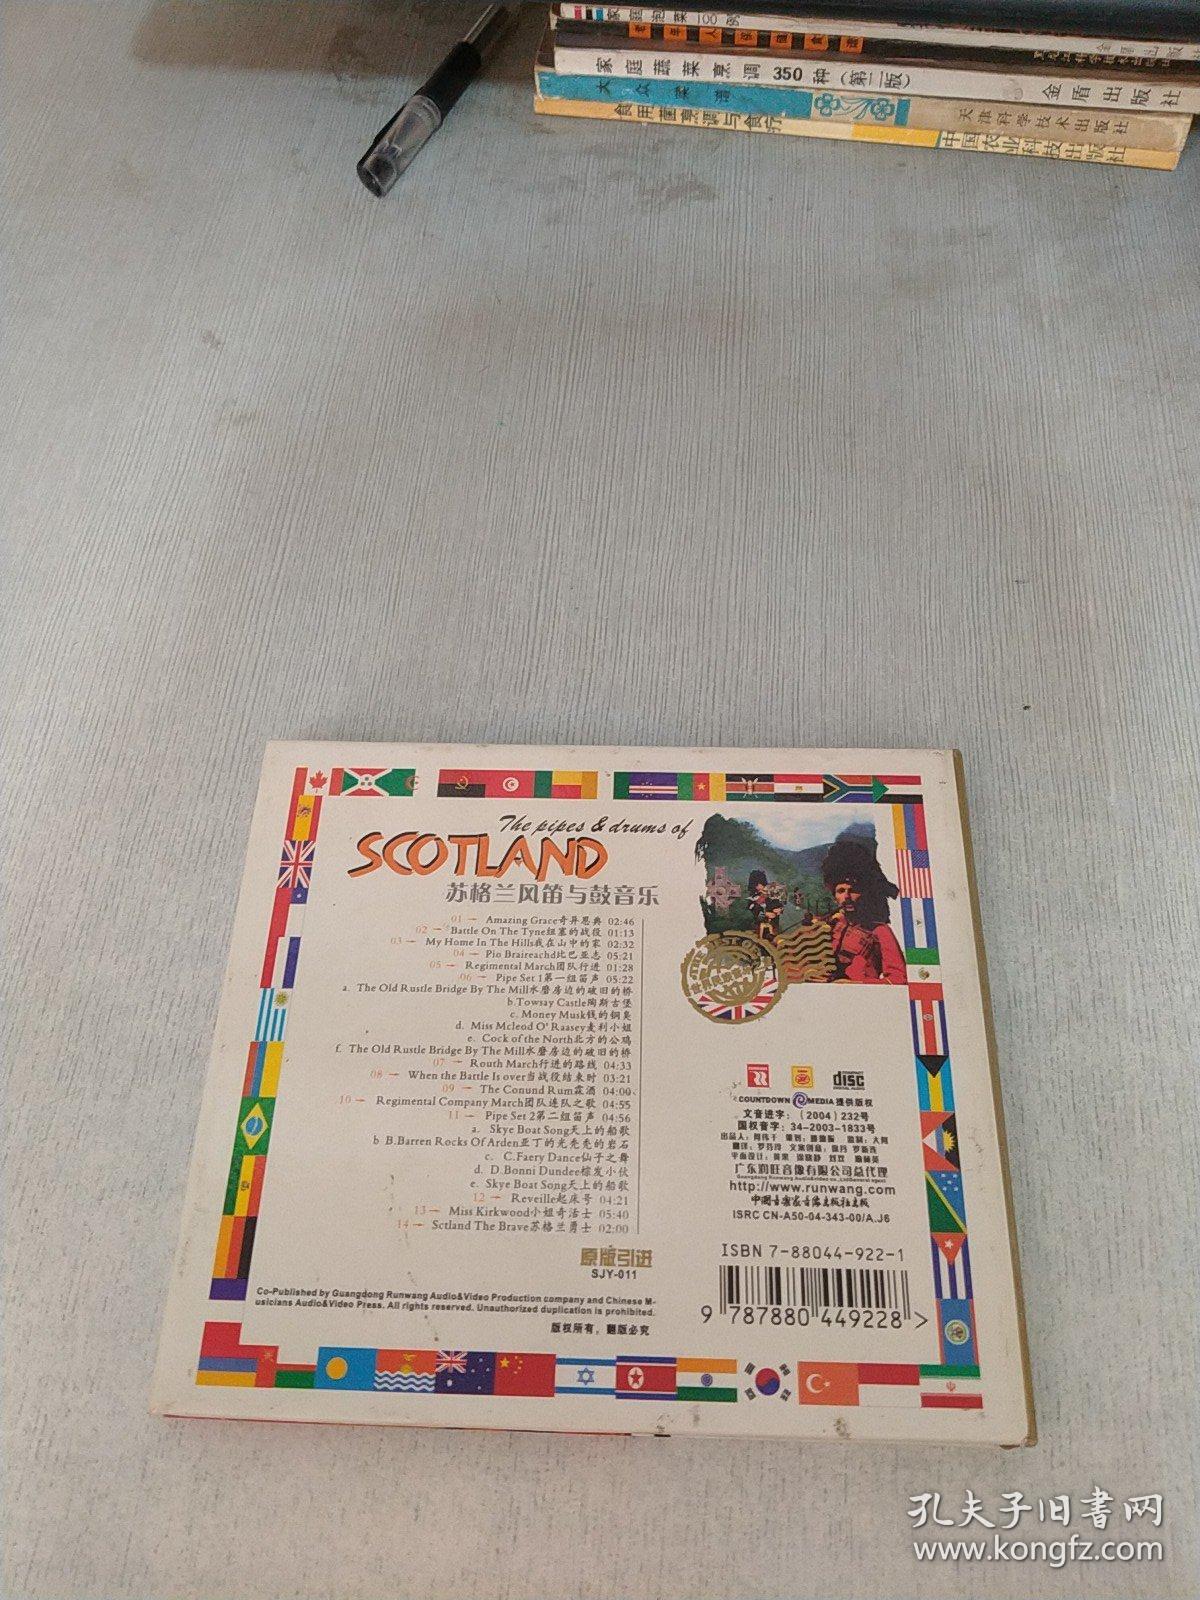 家庭泡菜100例
家庭蔬菜烹调350种(第二版)
金盾出版社
大众菜谱
天津科学技术出版社
食用菌烹调与食疗
中国农业科技出版社
The pipes & drums of
SCOTLAND
苏格兰风笛与鼓音乐
01 - Amazing Grace奇异恩典 02:46
02 - Battle On The Tyne纽塞的战役 01:13
03 - My Home In The Hills我在山中的家 02:32
04 - Pio Braireachd比巴亚志 05:21
05 - Regimental March团队行进 01:28
06 - Pipe Set 1第一组笛声 05:22
a. The Old Rustle Bridge By The Mill水磨房边的破旧的桥
b.Towsay Castle陶斯古堡
c. Money Musk钱的铜臭
d. Miss Mcleod O' Raasey麦利小姐
e. Cock of the North北方的公鸡
f. The Old Rustle Bridge By The Mill水磨房边的破旧的桥
07 - Routh March行进的路线 04:33
08 - When the Battle Is over当战役结束时 03:21
09 - The Conund Rum霖酒 04:00
10 - Regimental Company March团队连队之歌 04:55
11 - Pipe Set 2第二组笛声 04:56
a. Skye Boat Song天上的船歌
b B.Barren Rocks Of Arden亚丁的光秃秃的岩石
c. C.Faery Dance仙子之舞
d. D.Bonni Dundee棕发小伙
e. Skye Boat Song天上的船歌
12 - Reveille起床号 04:21
13 - Miss Kirkwood小姐奇活士 05:40
14 - Sctland The Brave苏格兰勇士 02:00
原版引进
SJY-011
Co-Published by Guangdong Runwang Audio&Video Production company and Chinese M-
usicians Audio&Video Press. All rights reserved. Unauthorized duplication is prohibited.
版权所有，翻版必究
COMPACT
disc
DIGITAL AUDIO
COUNTDOWN MEDIA 提供版权
文音进字：(2004) 232号
国权音字：34-2003-1833号
广东润旺音像有限公司总代理
Guangdong Runwang Audio&video co.,Ltd General agent
http://www.runwang.com
中国音乐家音像出版社出版
ISRC CN-A50-04-343-00/A.J6
ISBN 7-88044-922-1
9 787880 449228 >
孔夫子旧书网
www.kongfz.com